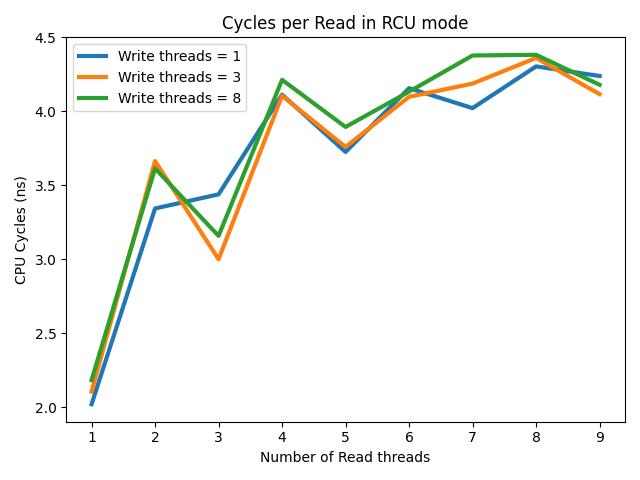 Cycles per Read in RCU mode
Write threads = 1
Write threads = 3
Write threads = 8
CPU Cycles (ns)
4.5
4.0
3.5
3.0
2.5
2.0
1 2 3 4 5 6 7 8 9
Number of Read threads